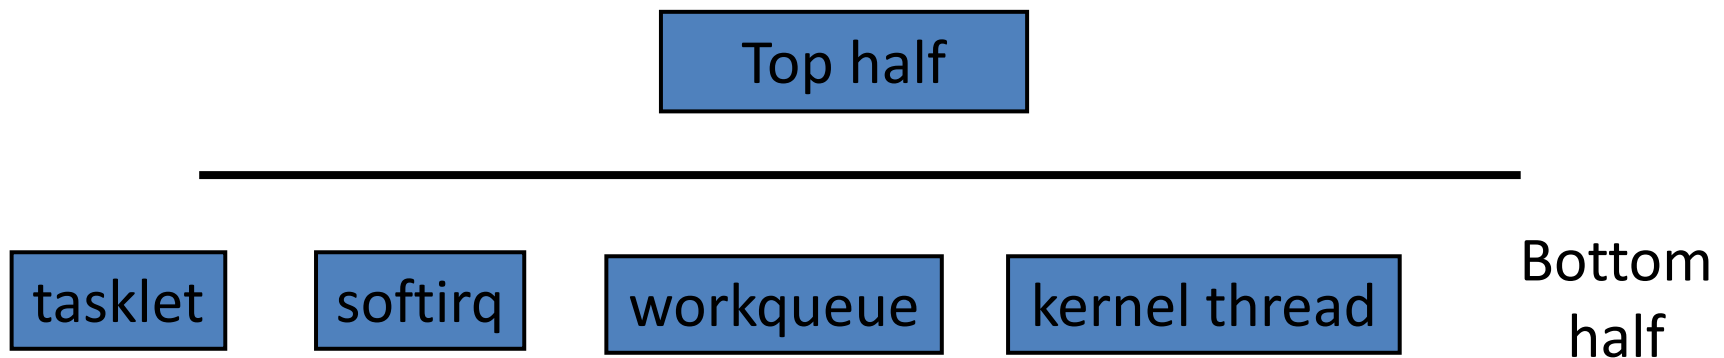 Top half
tasklet
softirq
workqueue
kernel thread
Bottom
half